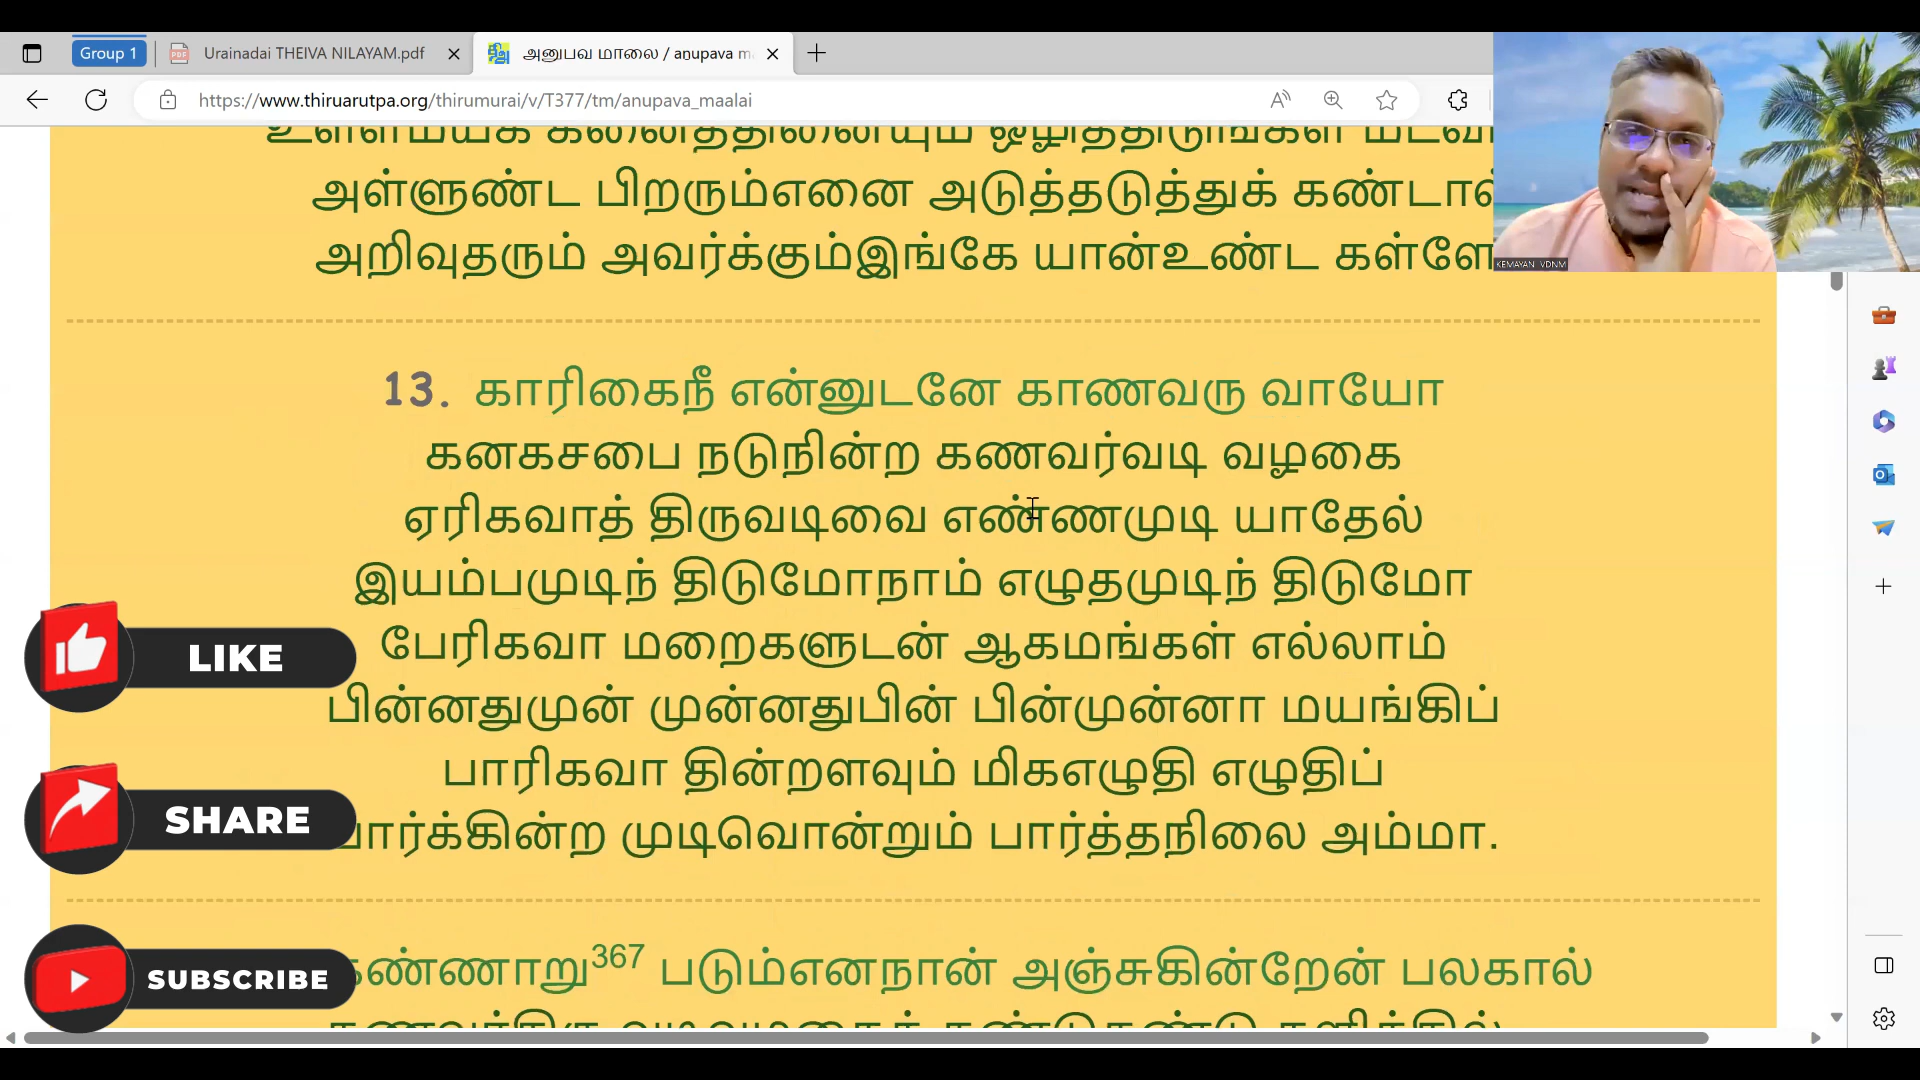 Group 1
Urainadai THEIVA NILAYAM.pdf
அனுபவ மாலை / anupava m
https://www.thiruarutpa.org/thirumurai/v/T377/tm/anupava_maalai
அள்ளுண்ட பிறரும்எனை அடுத்தடுத்துக் கண்டால்
அறிவுதரும் அவர்க்கும்இங்கே யான்உண்ட கள்ளே
KEMAYAN VDNM
13. காரிகைநீ என்னுடனே காணவரு வாயோ
கனகசபை நடுநின்ற கணவர்வடி வழகை
ஏரிகவாத் திருவடிவை எண்ணமுடி யாதேல்
இயம்பமுடிந் திடுமோநாம் எழுதமுடிந் திடுமோ
பேரிகவா மறைகளுடன் ஆகமங்கள் எல்லாம்
பின்னதுமுன் முன்னதுபின் பின்முன்னா மயங்கிப்
பாரிகவா தின்றளவும் மிகஎழுதி எழுதிப்
பார்க்கின்ற முடிவொன்றும் பார்த்தநிலை அம்மா.
கண்ணாறு367 படும்எனநான் அஞ்சுகின்றேன் பலகால்
LIKE
SHARE
SUBSCRIBE